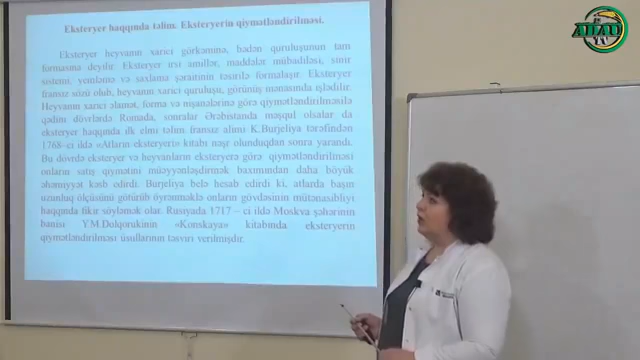 Eksteryer haqqında təlim. Eksteryerin qiymətləndirilməsi.
Eksteryer heyvanın xarici görkəminə, bədən quruluşunun tam
formasına deyilir. Eksteryer irsi amillər, maddələr mübadiləsi, sinir
sistemi, yemləmə və saxlama şəraitinin təsirilə formalaşır. Eksteryer
fransız sözü olub, heyvanın xarici quruluşu, görünüş mənasında işlədilir.
Heyvanın xarici əlamət, forma və nişanələrinə görə qiymətləndirilməsilə
qədim dövrlərdə Romada, sonralar Ərəbistanda məşğul olsalar da
eksteryer haqqında ilk elmi təlim fransız alimi K.Burjeliya tərəfindən
1768–ci ildə «Atların eksteryeri» kitabı nəşr olunduqdan sonra yarandı.
Bu dövrdə eksteryer və heyvanların eksteryerə görə qiymətləndirilməsi
onların satış qiymətini müəyyənləşdirmək baxımından daha böyük
əhəmiyyət kəsb edirdi. Burjeliya belə hesab edirdi ki, atlarda başın
uzunluq ölçüsünü götürüb öyrənməklə onların gövdəsinin mütənasibliyi
haqqında fikir söyləmək olar. Rusiyada 1717 – ci ildə Moskva şəhərinin
banisi YM.Dolqorukinin «Konskaya» kitabında eksteryerin
qiymətləndirilməsi üsullarının təsviri verilmişdir.
ADAU
TV